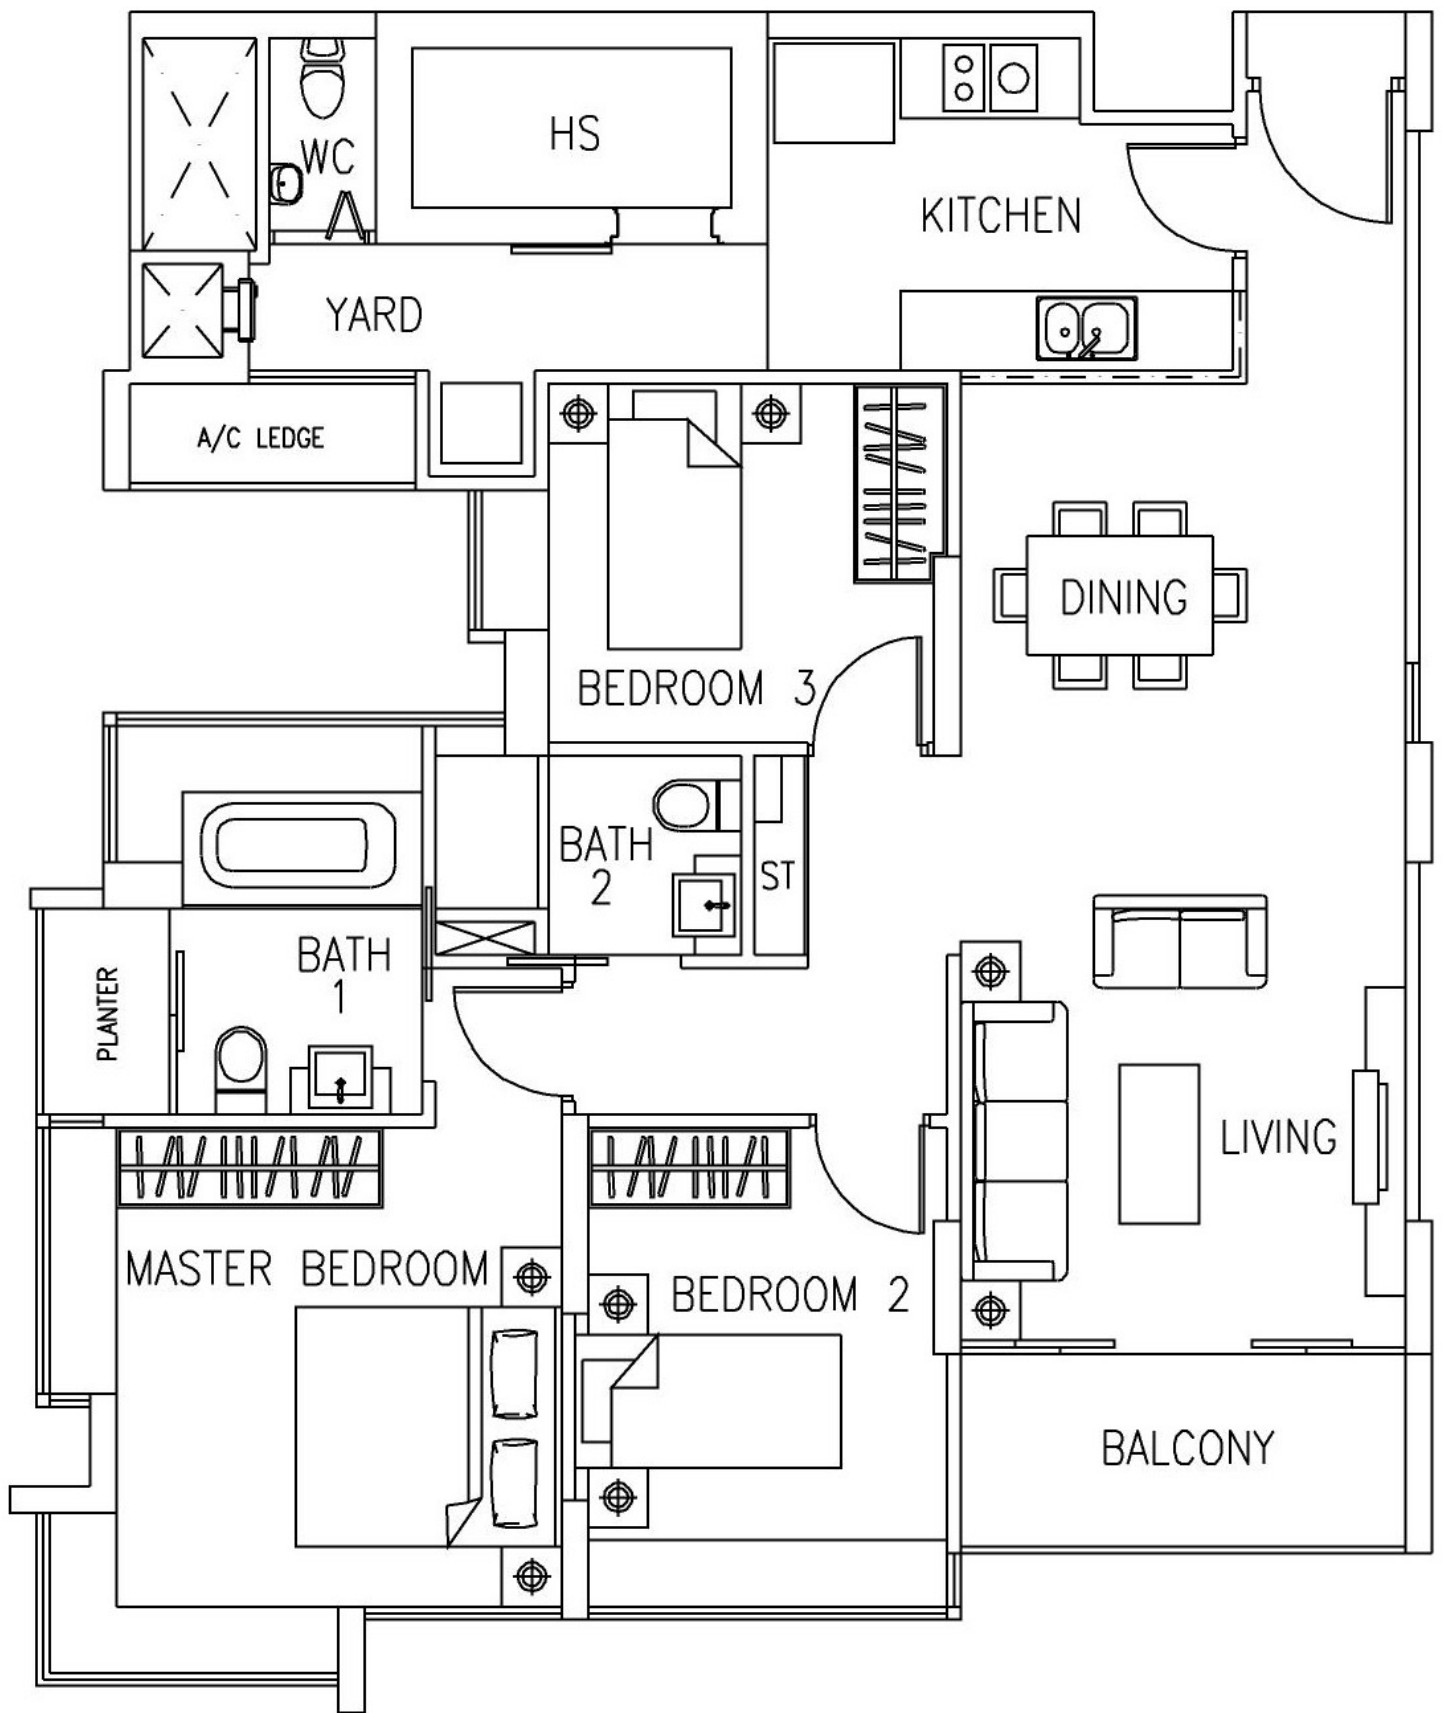 HS
WC
KITCHEN
YARD
A/C LEDGE
DINING
BEDROOM 3
BATH
2
ST
BATH
1
PLANTER
LIVING
MASTER BEDROOM
BEDROOM 2
BALCONY